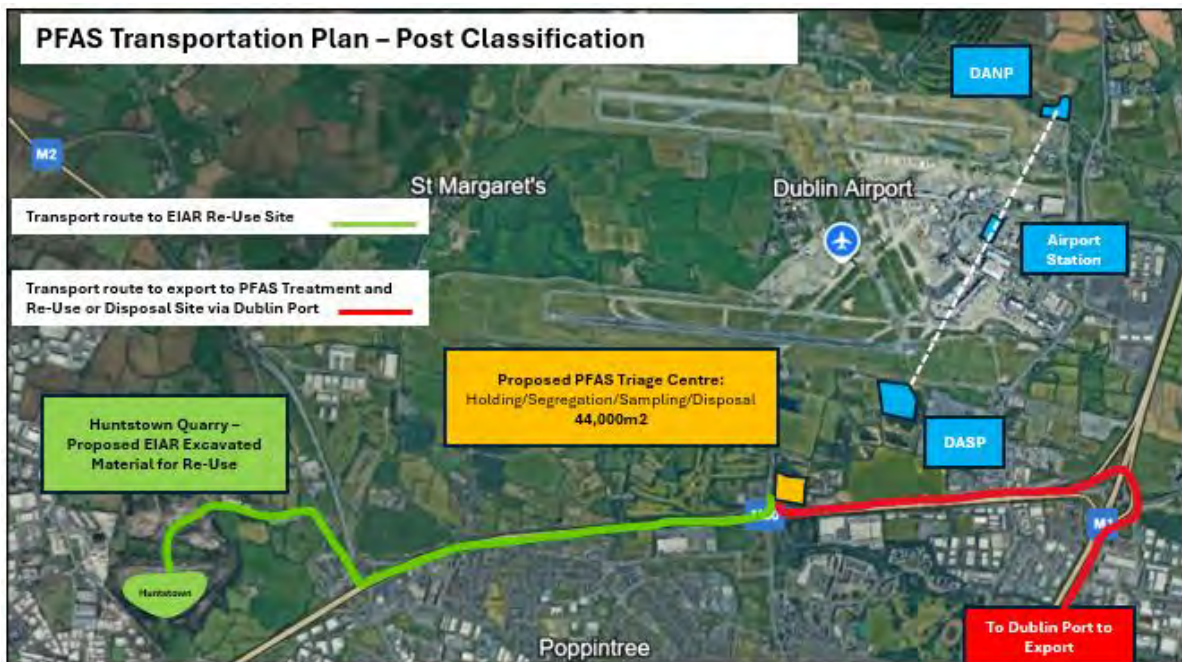 PFAS Transportation Plan – Post Classification
DANP
M2
St Margaret's
Dublin Airport
Transport route to EIAR Re-Use Site
Airport
Station
Transport route to export to PFAS Treatment and
Re-Use or Disposal Site via Dublin Port
Proposed PFAS Triage Centre:
Holding/Segregation/Sampling/Disposal
44,000m2
Huntstown Quarry –
Proposed EIAR Excavated
Material for Re-Use
DASP
M1
Huntstown
To Dublin Port to
Export
Poppintree